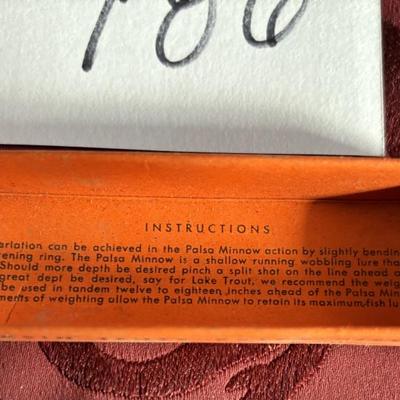 786
INSTRUCTIONS
arlation can be achieved in the Palsa Minnow action by slightly bendin
ening ring. The Palsa Minnow is a shallow running wobbling lure tha
Should more depth be desired pinch a split shot on the line ahead o
great dept be desired, say for Lake Trout, we recommend the weig
be used in tandem twelve to eighteen inches ahead of the Palsa Min
ments of weighting allow the Palsa Minnow to retain its maximum fish lu